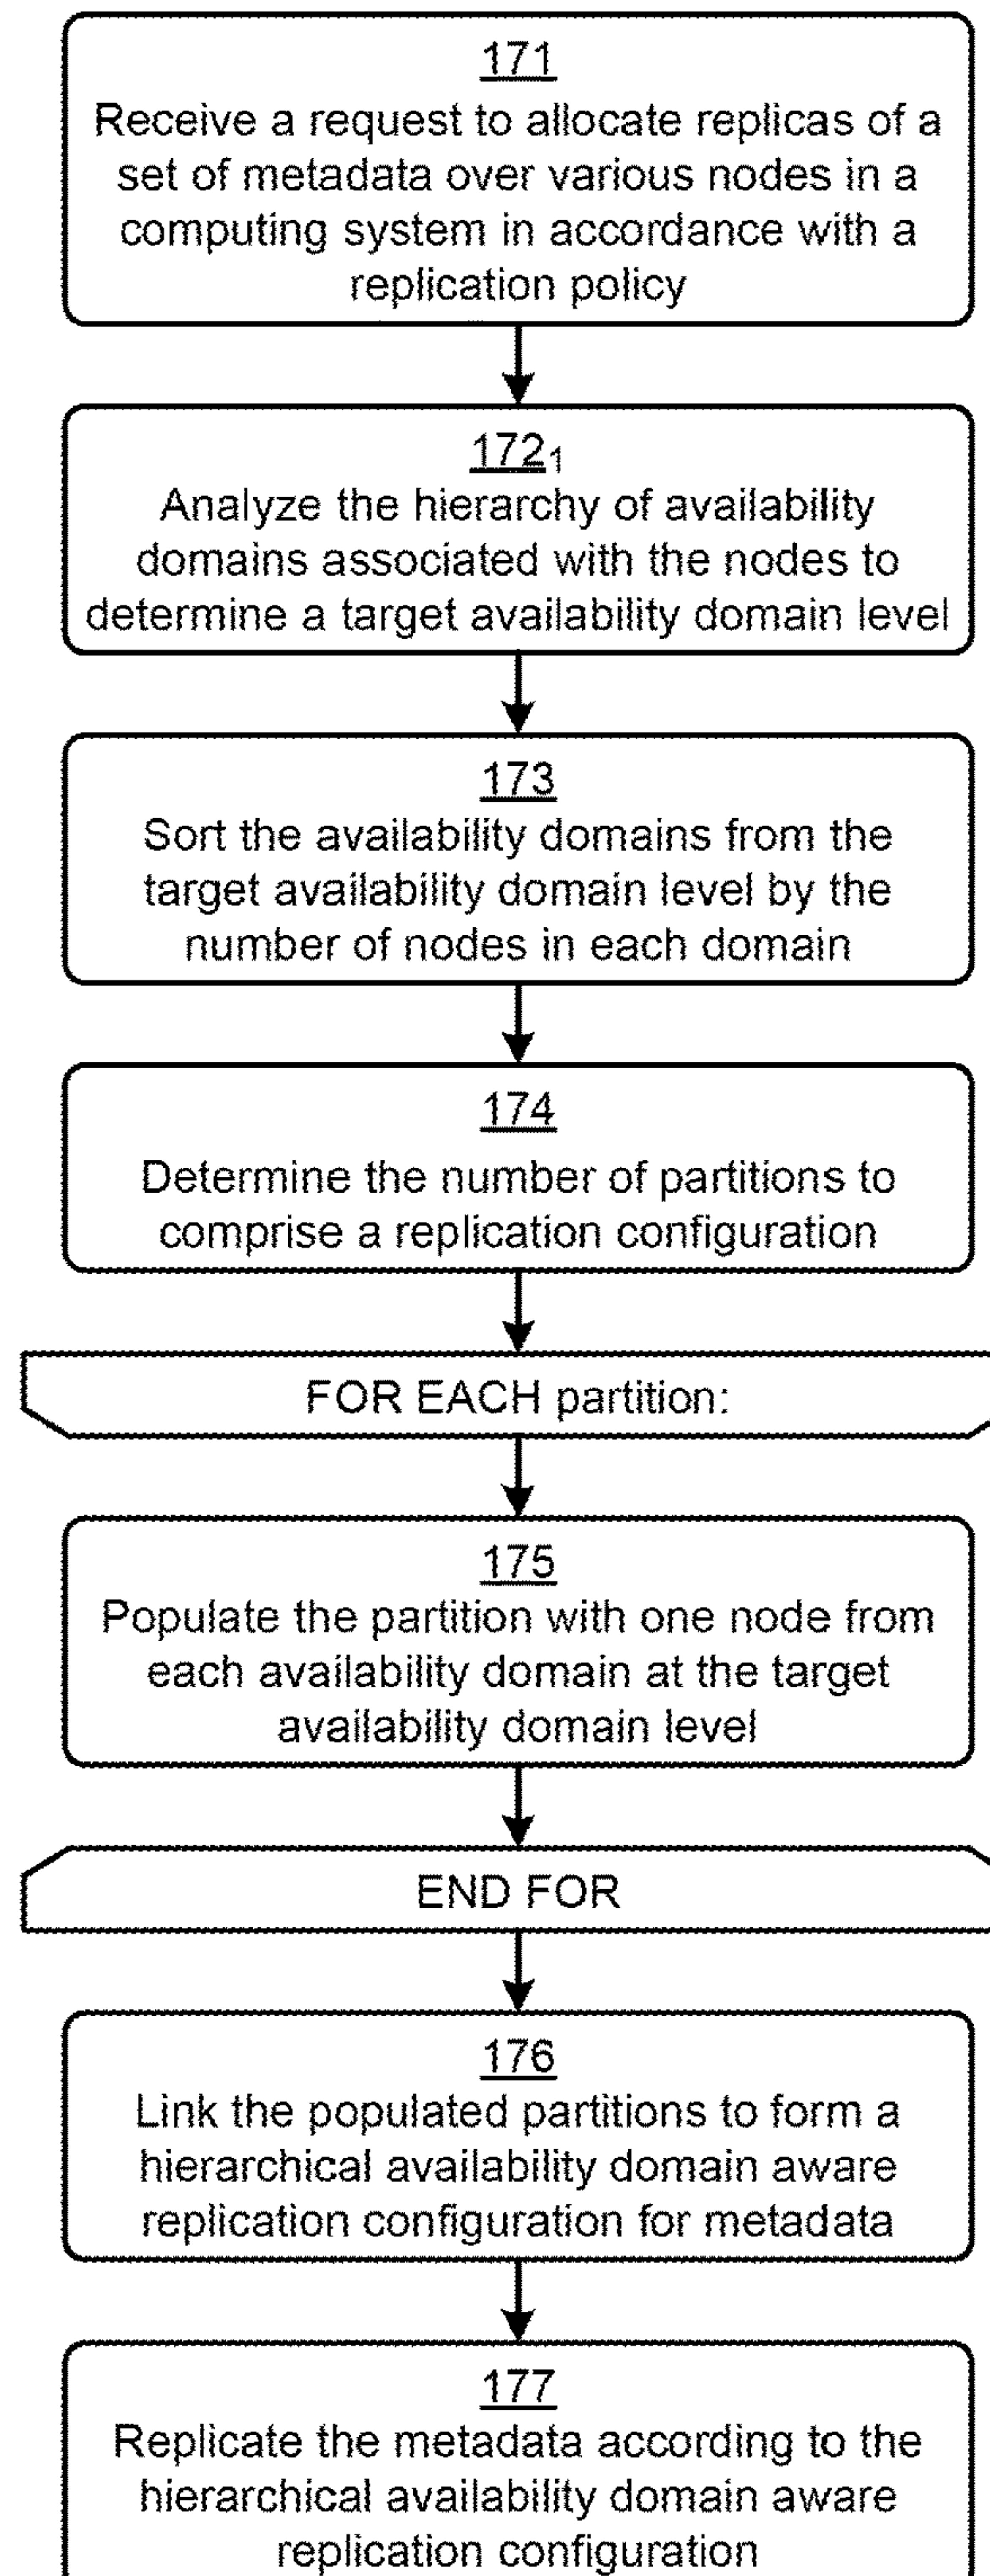 171
Receive a request to allocate replicas of a
set of metadata over various nodes in a
computing system in accordance with a
replication policy
172₁
Analyze the hierarchy of availability
domains associated with the nodes to
determine a target availability domain level
173
Sort the availability domains from the
target availability domain level by the
number of nodes in each domain
174
Determine the number of partitions to
comprise a replication configuration
FOR EACH partition:
175
Populate the partition with one node from
each availability domain at the target
availability domain level
END FOR
176
Link the populated partitions to form a
hierarchical availability domain aware
replication configuration for metadata
177
Replicate the metadata according to the
hierarchical availability domain aware
replication configuration